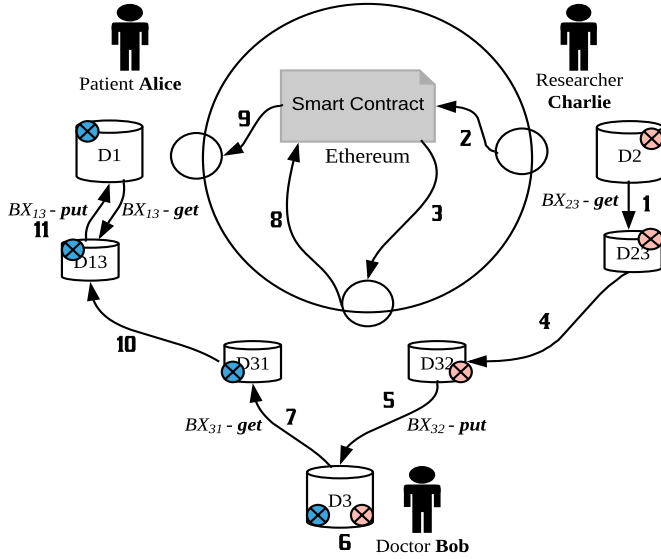 Patient Alice
Researcher
Charlie
Smart Contract
Ethereum
9
2
3
8
D1
D2
BX13 - put
11
BX13 - get
BX23 - get
1
D13
D23
10
4
D31
D32
5
7
BX31 - get
BX32 - put
D3
6
Doctor Bob